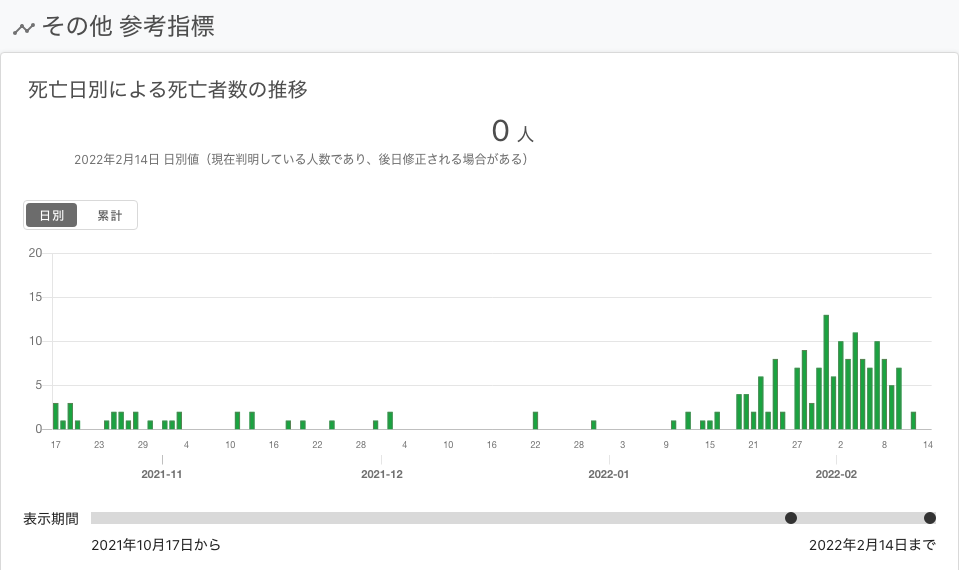 その他 参考指標
死亡日別による死亡者数の推移
0 人
2022年2月14日 日別値（現在判明している人数であり、後日修正される場合がある）
日別 累計
20
15
10
5
0
17 23 29 4 10 16 22 28 4 10 16 22 28 3 9 15 21 27 2 8 14
2021-11 2021-12 2022-01 2022-02
表示期間
2021年10月17日から 2022年2月14日まで